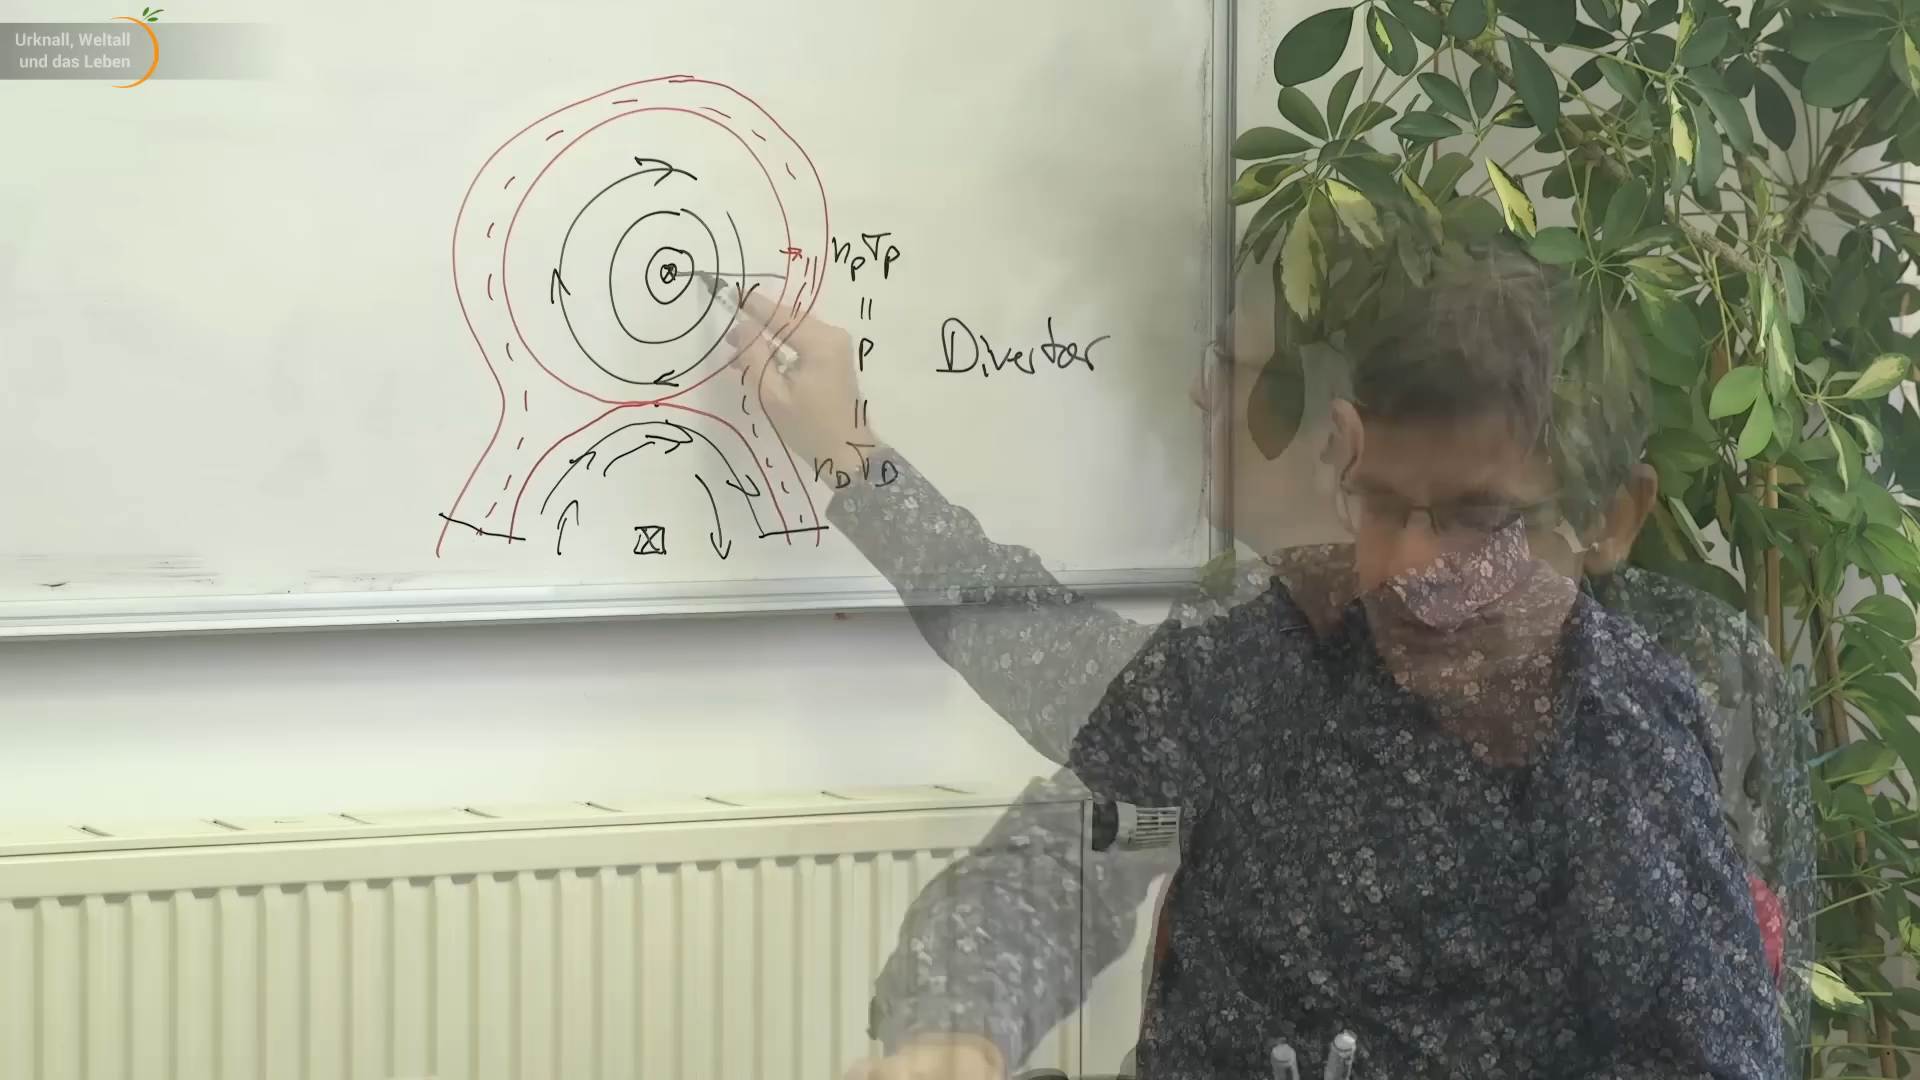 Urknall, Weltall
und das Leben
n_P T_P
=
p
=
n_D T_D
Divertor